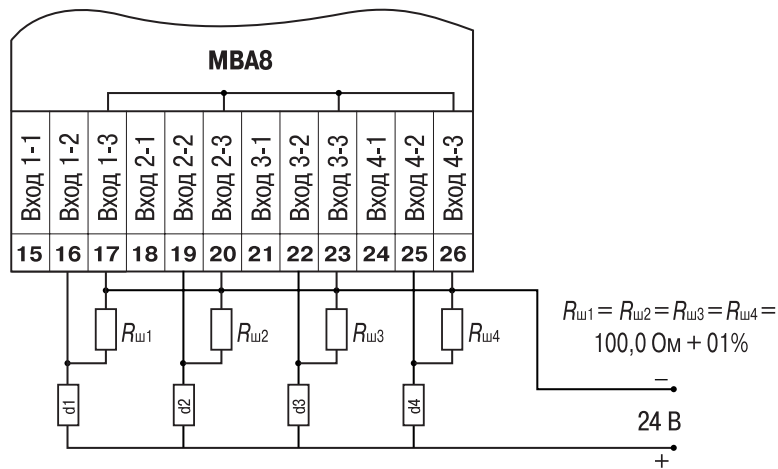 МВА8
Вход 1-1 Вход 1-2 Вход 1-3 Вход 2-1 Вход 2-2 Вход 2-3 Вход 3-1 Вход 3-2 Вход 3-3 Вход 4-1 Вход 4-2 Вход 4-3
15 16 17 18 19 20 21 22 23 24 25 26
Rш1 Rш2 Rш3 Rш4
Rш1 = Rш2 = Rш3 = Rш4 =
100,0 Ом + 01%
d1 d2 d3 d4
–
24 В
+